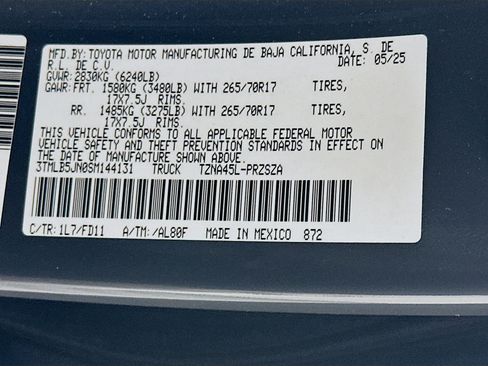 MFD.BY:TOYOTA MOTOR MANUFACTURING DE BAJA CALIFORNIA, S. DE
R.L. DE C.V. DATE: 05/25
GVWR:2830KG (6240LB)
GAWR:FRT. 1580KG (3480LB) WITH 265/70R17 TIRES,
17X7.5J RIMS.
RR. 1485KG (3275LB) WITH 265/70R17 TIRES,
17X7.5J RIMS.
THIS VEHICLE CONFORMS TO ALL APPLICABLE FEDERAL MOTOR
VEHICLE SAFETY AND THEFT PREVENTION STANDARDS IN EFFECT
ON THE DATE OF MANUFACTURE SHOWN ABOVE.
3TMLB5JN0SM144131 TRUCK TZNA45L-PRZSZA
C/TR:1L7/FD11 A/TM:/AL80F MADE IN MEXICO 872